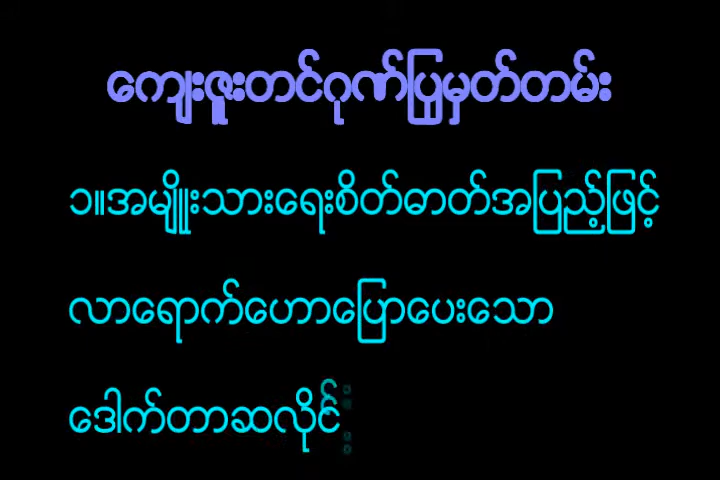 ကျေးဇူးတင်ဂုဏ်ပြုမှတ်တမ်း
၁။အမျိုးသားရေးစိတ်ဓာတ်အပြည့်ဖြင့်
လာရောက်ဟောပြောပေးသော
ဒေါက်တာဆလိုင်း